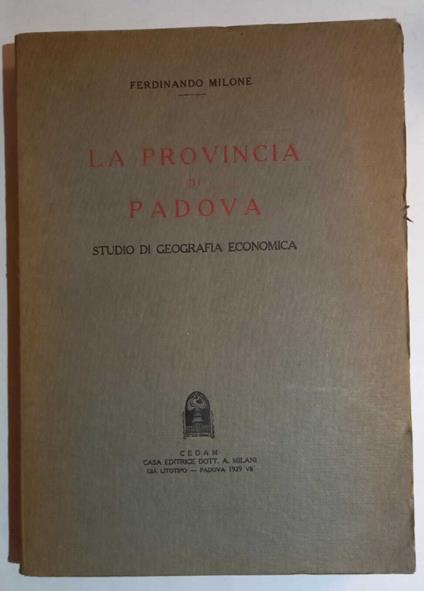 FERDINANDO MILONE
LA PROVINCIA
DI
PADOVA
STUDIO DI GEOGRAFIA ECONOMICA
CEDAM
CASA EDITRICE DOTT. A. MILANI
GIÀ LITOTIPO — PADOVA 1929 VII